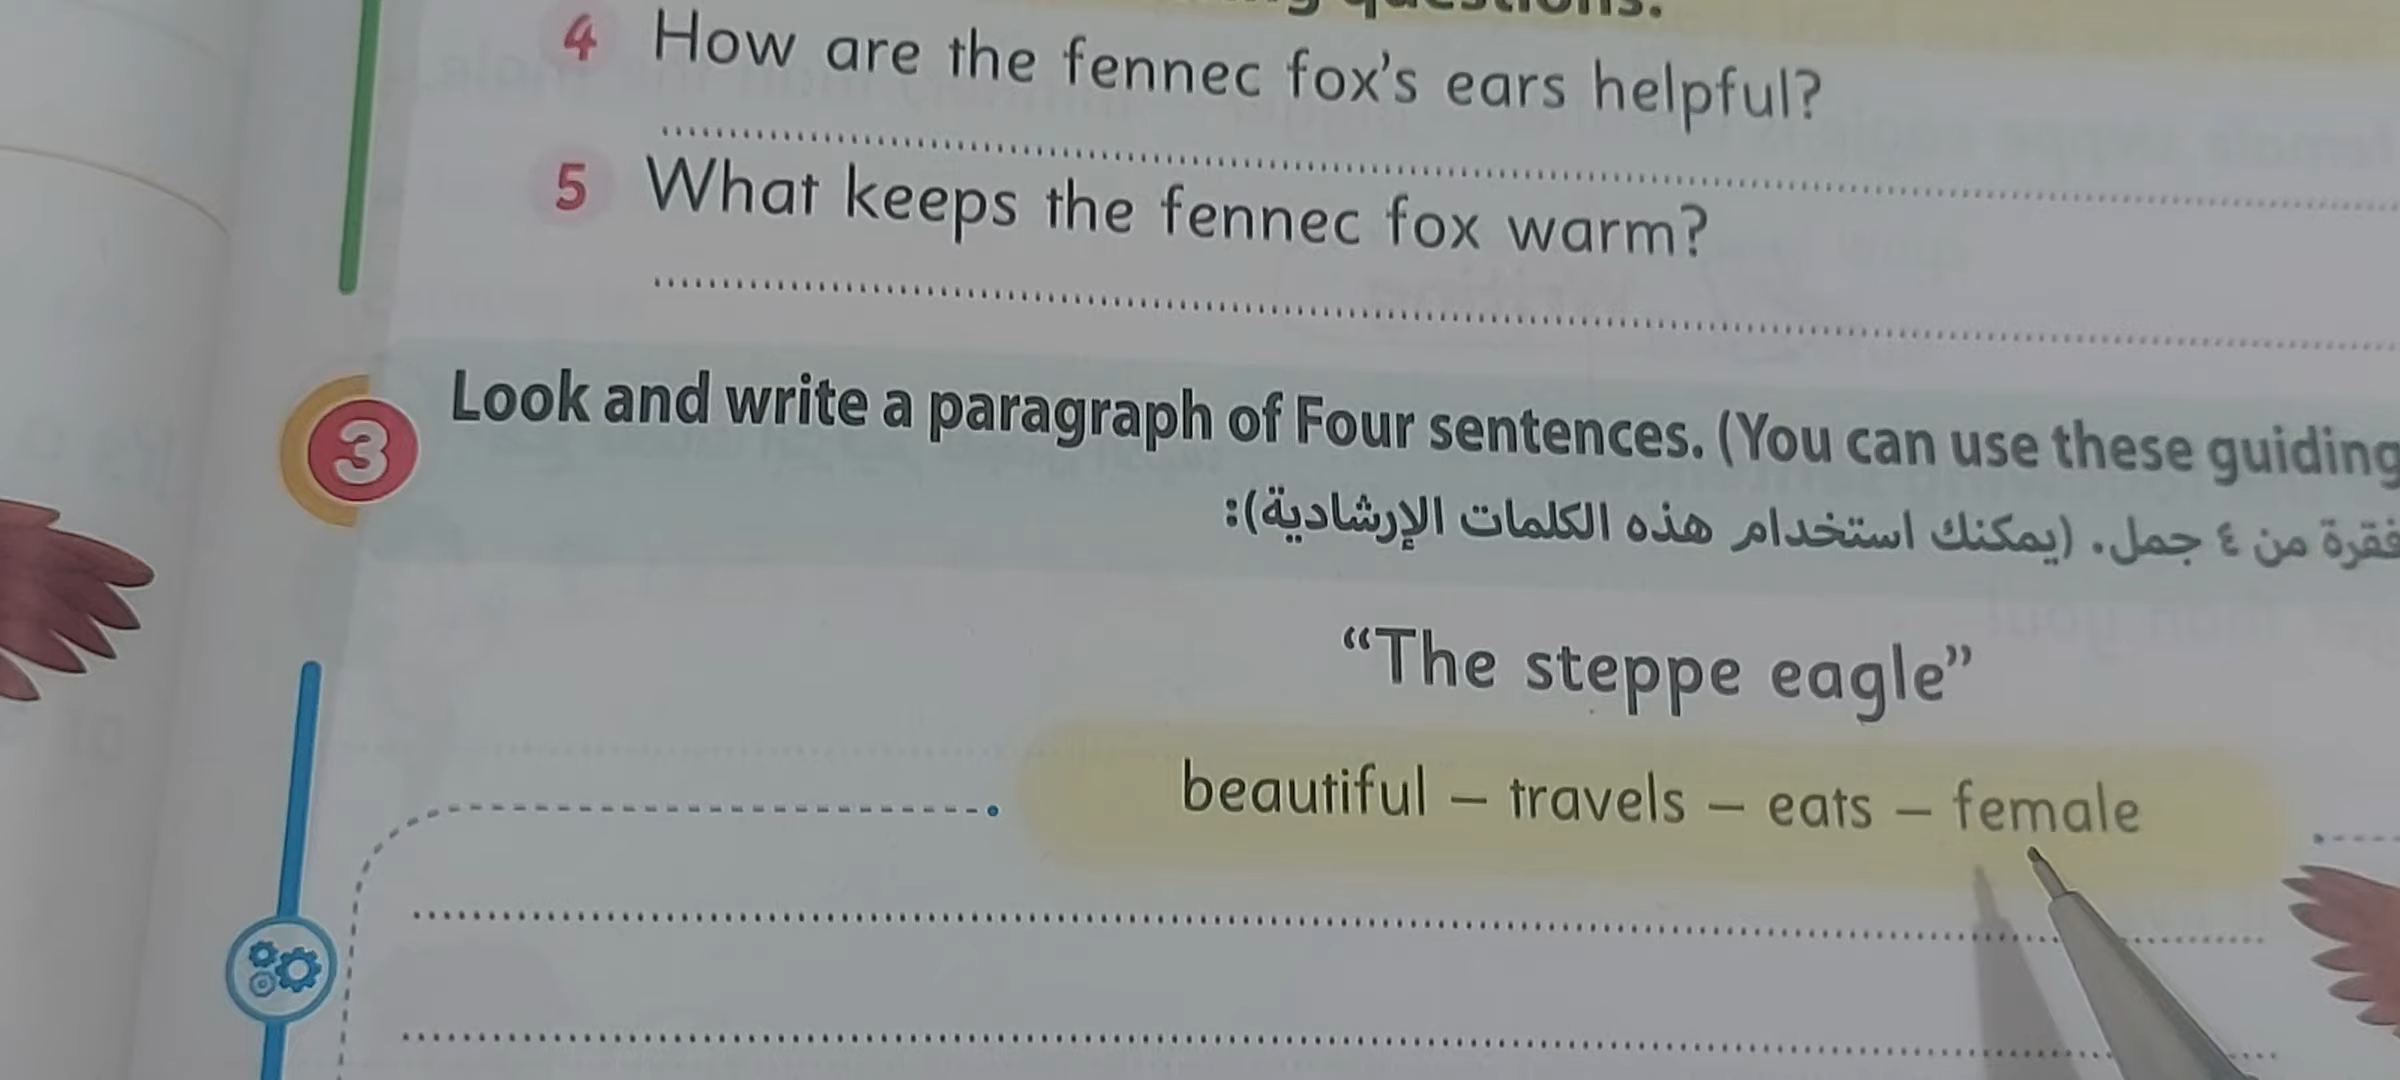 questions.
4 How are the fennec fox's ears helpful?
5 What keeps the fennec fox warm?
3 Look and write a paragraph of Four sentences. (You can use these guiding
فقرة من ٤ جمل. (يمكنك استخدام هذه الكلمات الإرشادية):
“The steppe eagle”
beautiful – travels – eats – female